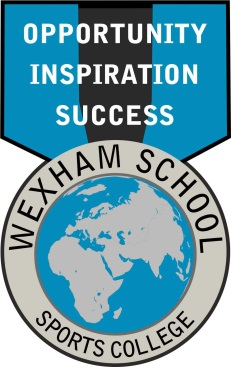 OPPORTUNITY
INSPIRATION
SUCCESS
WEXHAM SCHOOL
SPORTS COLLEGE